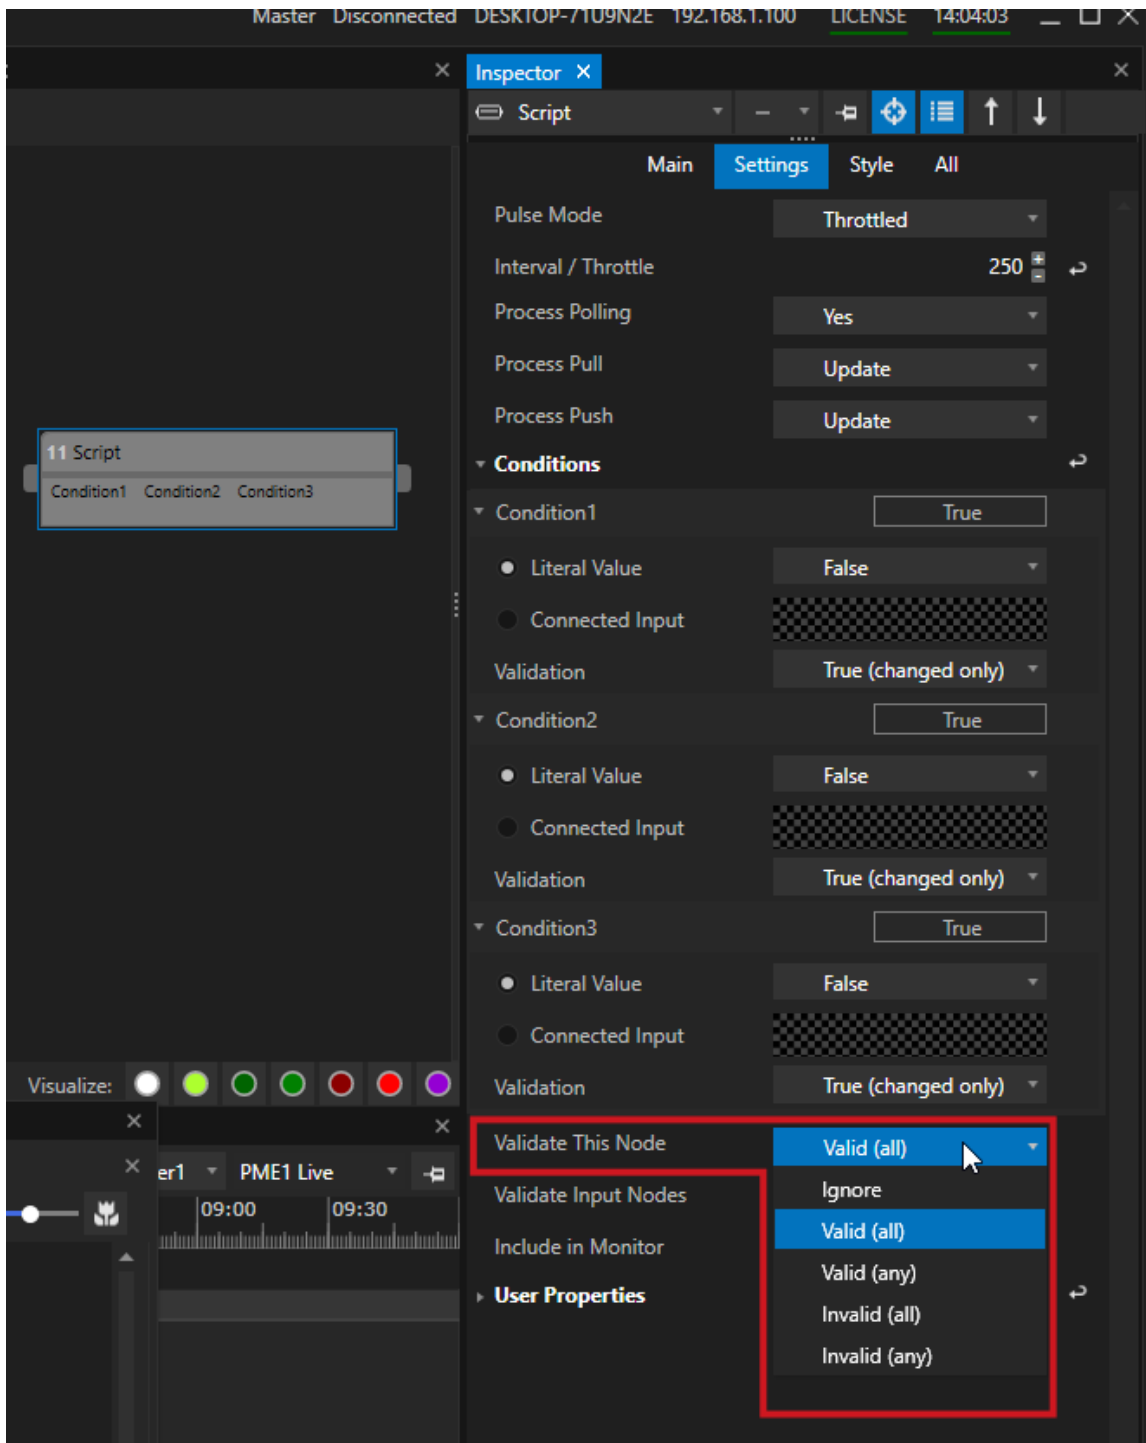 Master Disconnected DESKTOP-71U9N2E 192.168.1.100 LICENSE 14:04:03
Inspector
Script
Main Settings Style All
Pulse Mode Throttled
Interval / Throttle 250
Process Polling Yes
Process Pull Update
Process Push Update
11 Script
Condition1 Condition2 Condition3
Conditions
Condition1 True
Literal Value False
Connected Input
Validation True (changed only)
Condition2 True
Literal Value False
Connected Input
Validation True (changed only)
Condition3 True
Literal Value False
Connected Input
Validation True (changed only)
Visualize:
er1 PME1 Live
09:00 09:30
Validate This Node Valid (all)
Ignore
Validate Input Nodes
Valid (all)
Include in Monitor
Valid (any)
User Properties
Invalid (all)
Invalid (any)